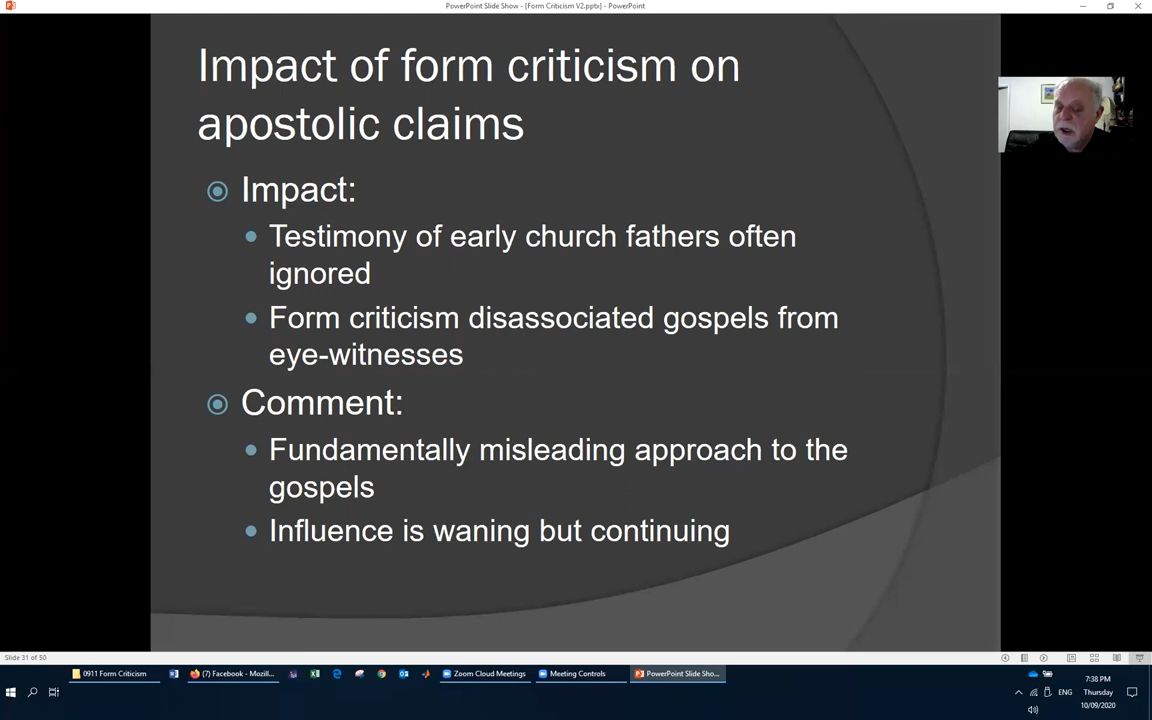 PowerPoint Slide Show - [Form Criticism V2.pptx] - PowerPoint
Impact of form criticism on
apostolic claims
Impact:
Testimony of early church fathers often
ignored
Form criticism disassociated gospels from
eye-witnesses
Comment:
Fundamentally misleading approach to the
gospels
Influence is waning but continuing
Slide 31 of 50
0911 Form Criticism
(7) Facebook - Mozill...
Zoom Cloud Meetings
Meeting Controls
PowerPoint Slide Sho...
7:38 PM
ENG
Thursday
10/09/2020